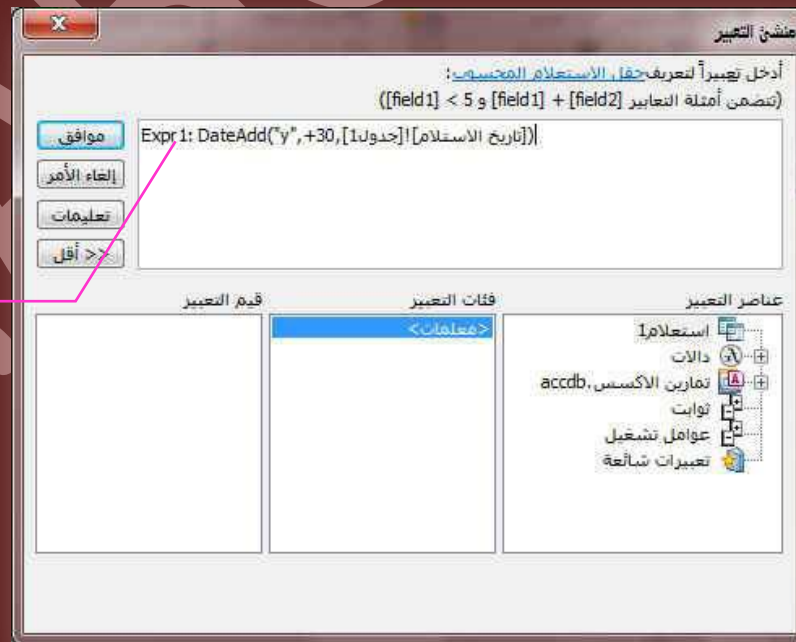 منشئ التعبير
أدخل تعبيراً لتعريف حقل الاستعلام المحسوب:
(تتضمن أمثلة التعابير [field1] + [field2] و [field1] < 5)
Expr1: DateAdd("y",+30,[جدول1]![تاريخ الاستلام])
موافق
إلغاء الأمر
تعليمات
<< أقل
عناصر التعبير
فئات التعبير
قيم التعبير
استعلام1
دالات
تمارين الاكسس.accdb
ثوابت
عوامل تشغيل
تعبيرات شائعة
<معلمات>